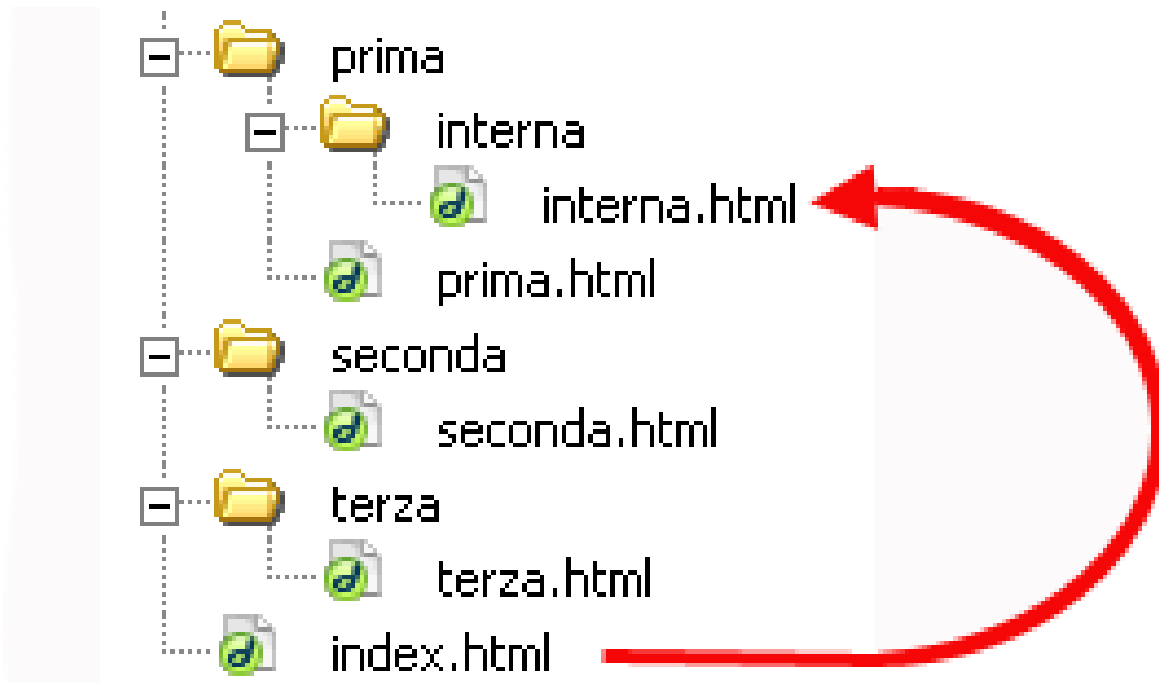 prima
interna
interna.html
prima.html
seconda
seconda.html
terza
terza.html
index.html